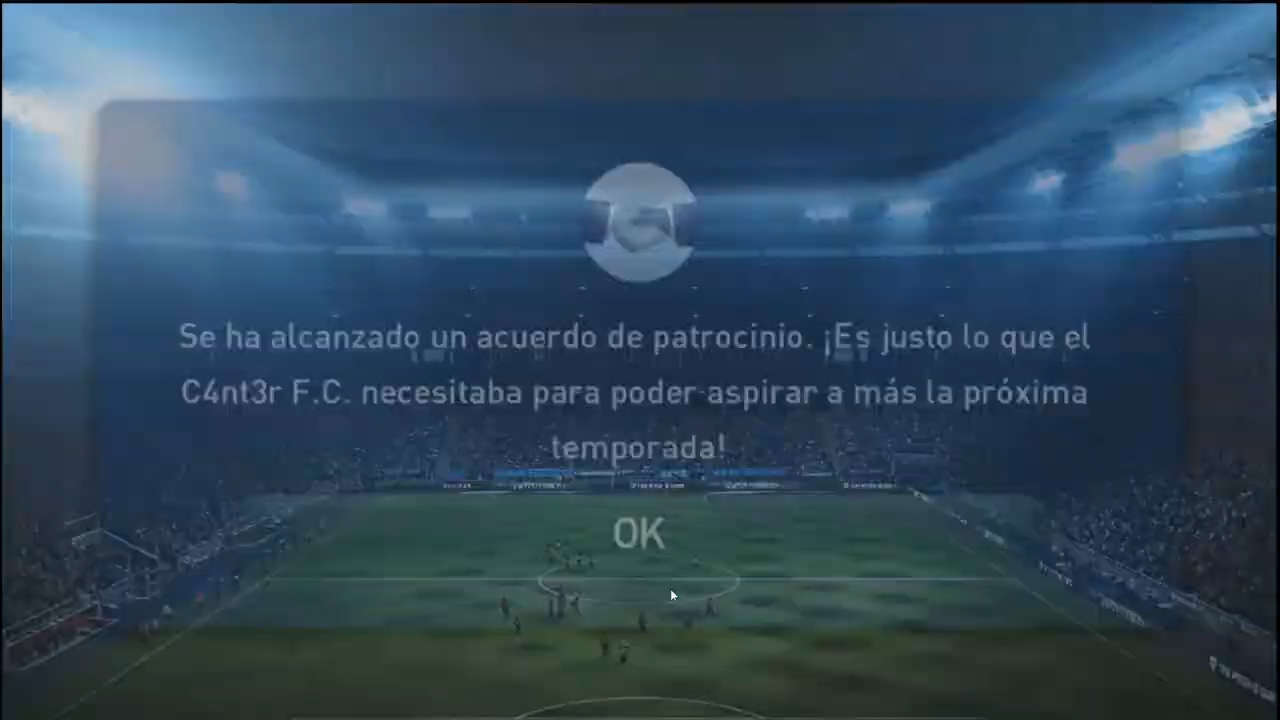 Se ha alcanzado un acuerdo de patrocinio. ¡Es justo lo que el
C4nt3r F.C. necesitaba para poder aspirar a más la próxima
temporada!
OK